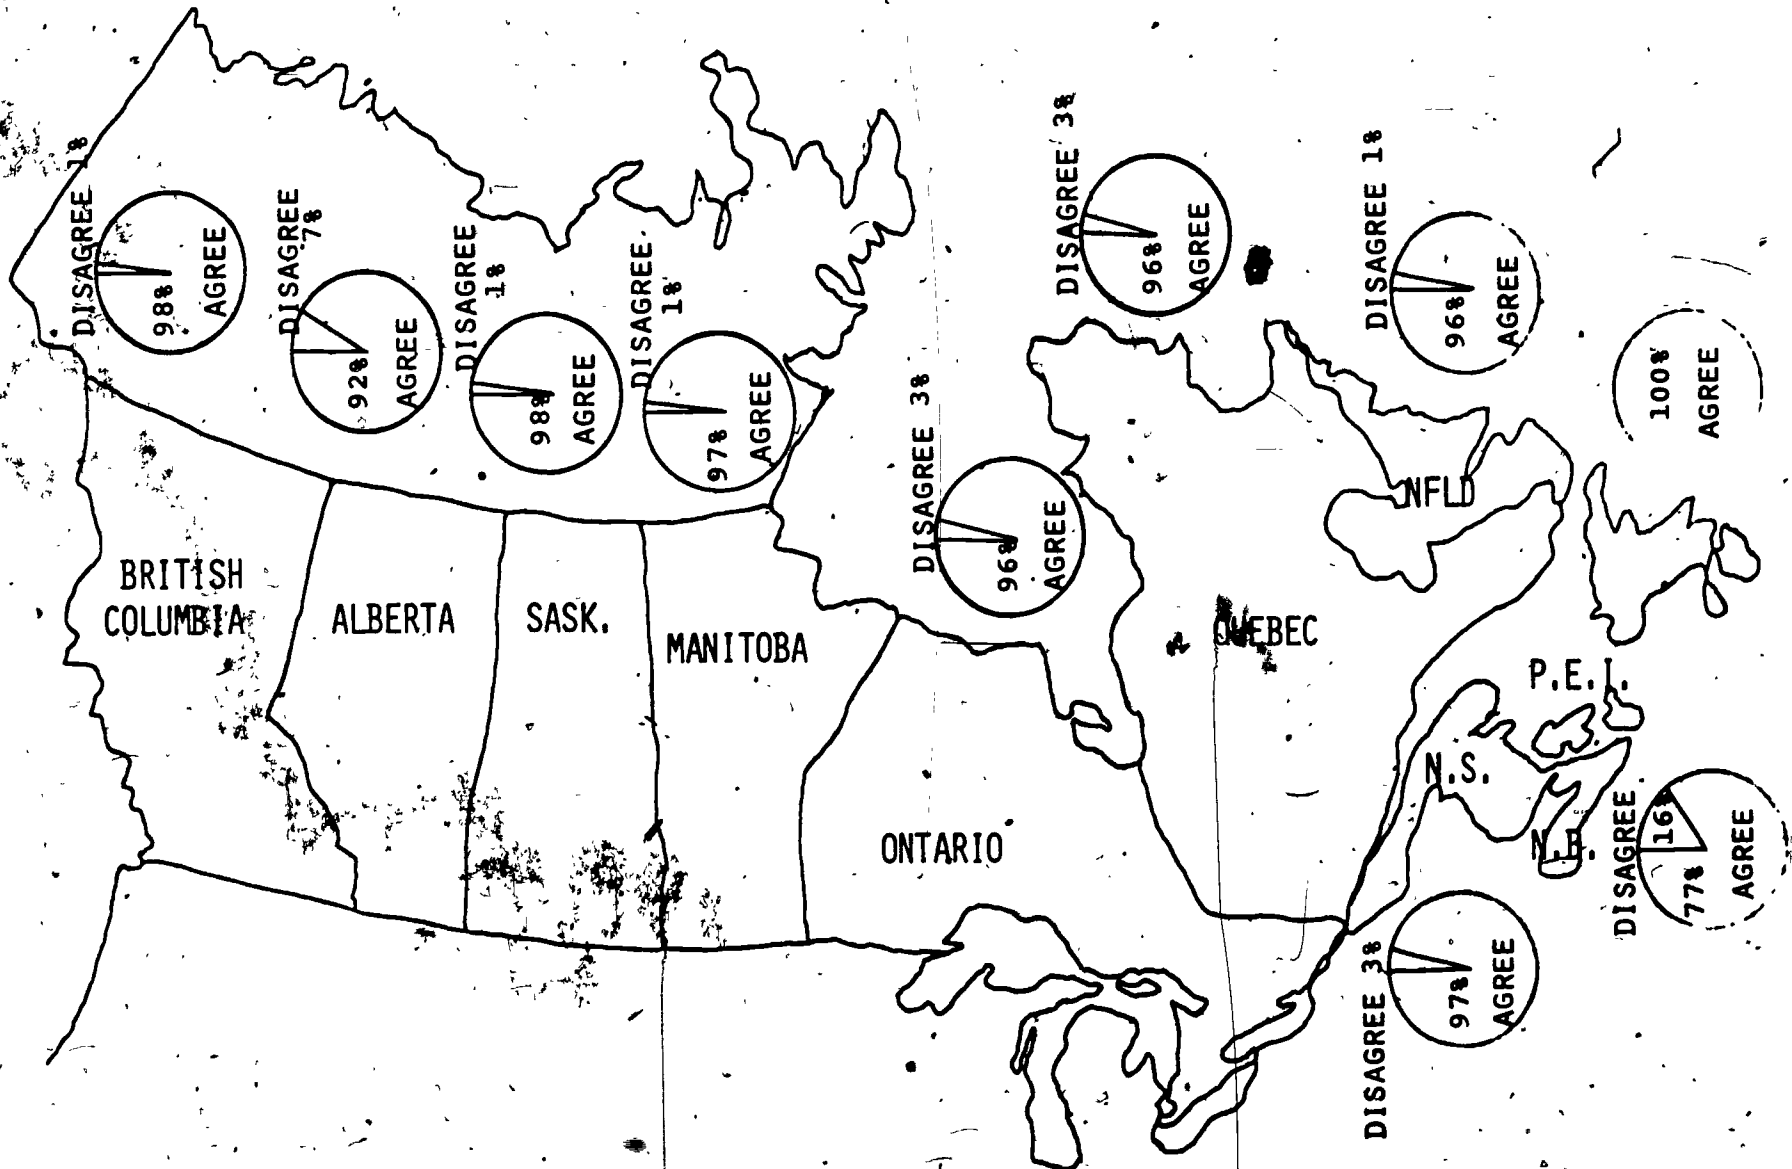 DISAGREE 1%
98%
AGREE
DISAGREE
7%
92%
AGREE
DISAGREE
1%
98%
AGREE
DISAGREE
1%
97%
AGREE
DISAGREE 3%
96%
AGREE
DISAGREE 3%
96%
AGREE
DISAGREE 1%
96%
AGREE
100%
AGREE
BRITISH
COLUMBIA
ALBERTA
SASK.
MANITOBA
ONTARIO
QUEBEC
NFLD
P.E.I.
N.S.
N.B.
DISAGREE
16%
77%
AGREE
DISAGREE 3%
97%
AGREE